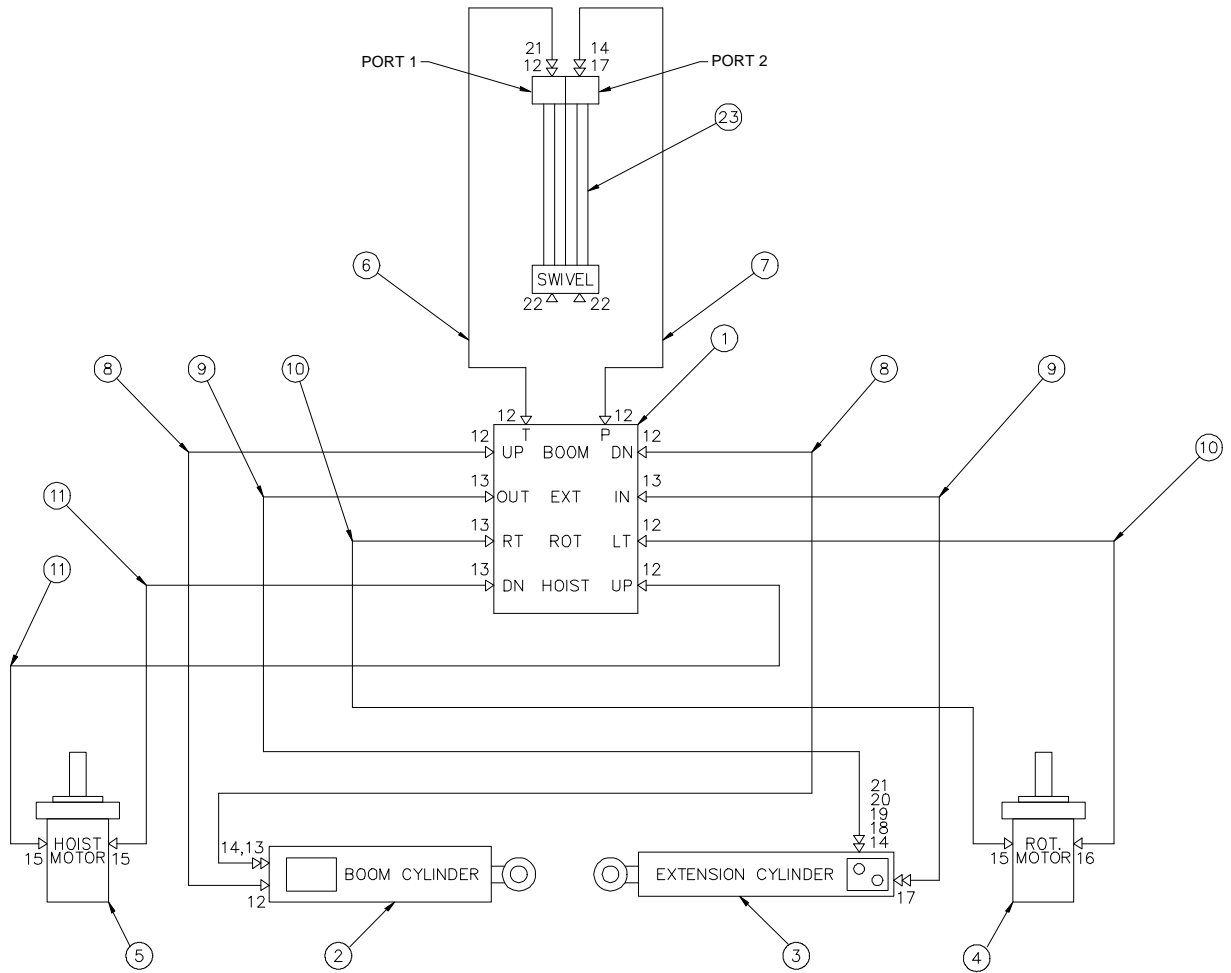 21 14
PORT 1 12 17 PORT 2
23
6 SWIVEL 7
22 22
1
8 9 10 8 9
12 12
T P
12 UP BOOM DN 12
10
13 OUT EXT IN 13
11
13 RT ROT LT 12
11
13 DN HOIST UP 12
21
20
19
18
14
HOIST
MOTOR
15 15
14,13
BOOM CYLINDER
12
EXTENSION CYLINDER
17
ROT.
MOTOR
15 16
5 2 3 4